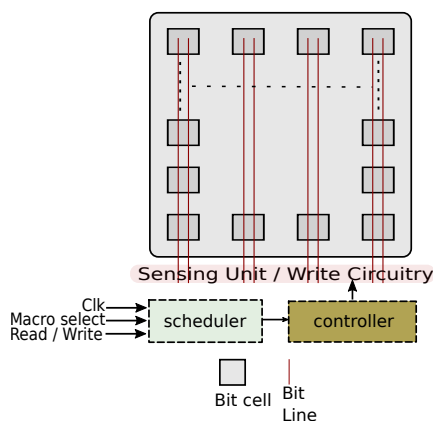 Sensing Unit / Write Circuitry
Clk
Macro select
Read / Write
scheduler
controller
Bit cell
Bit
Line